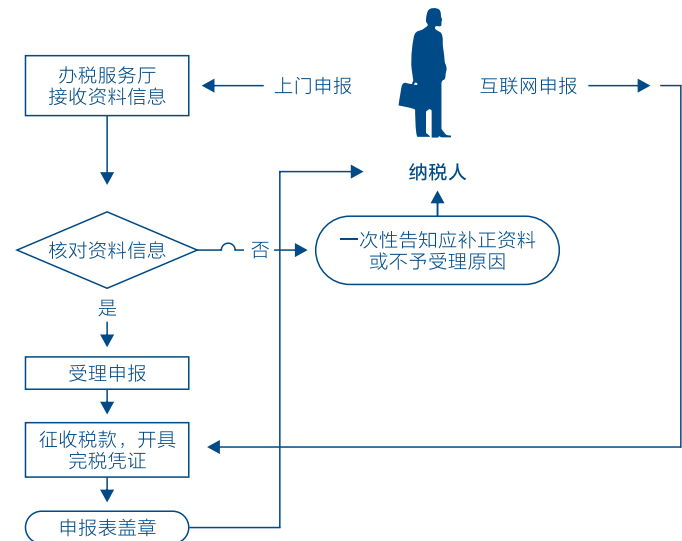 办税服务厅
接收资料信息
上门申报
互联网申报
纳税人
核对资料信息
否
一次性告知应补正资料
或不予受理原因
是
受理申报
征收税款，开具
完税凭证
申报表盖章